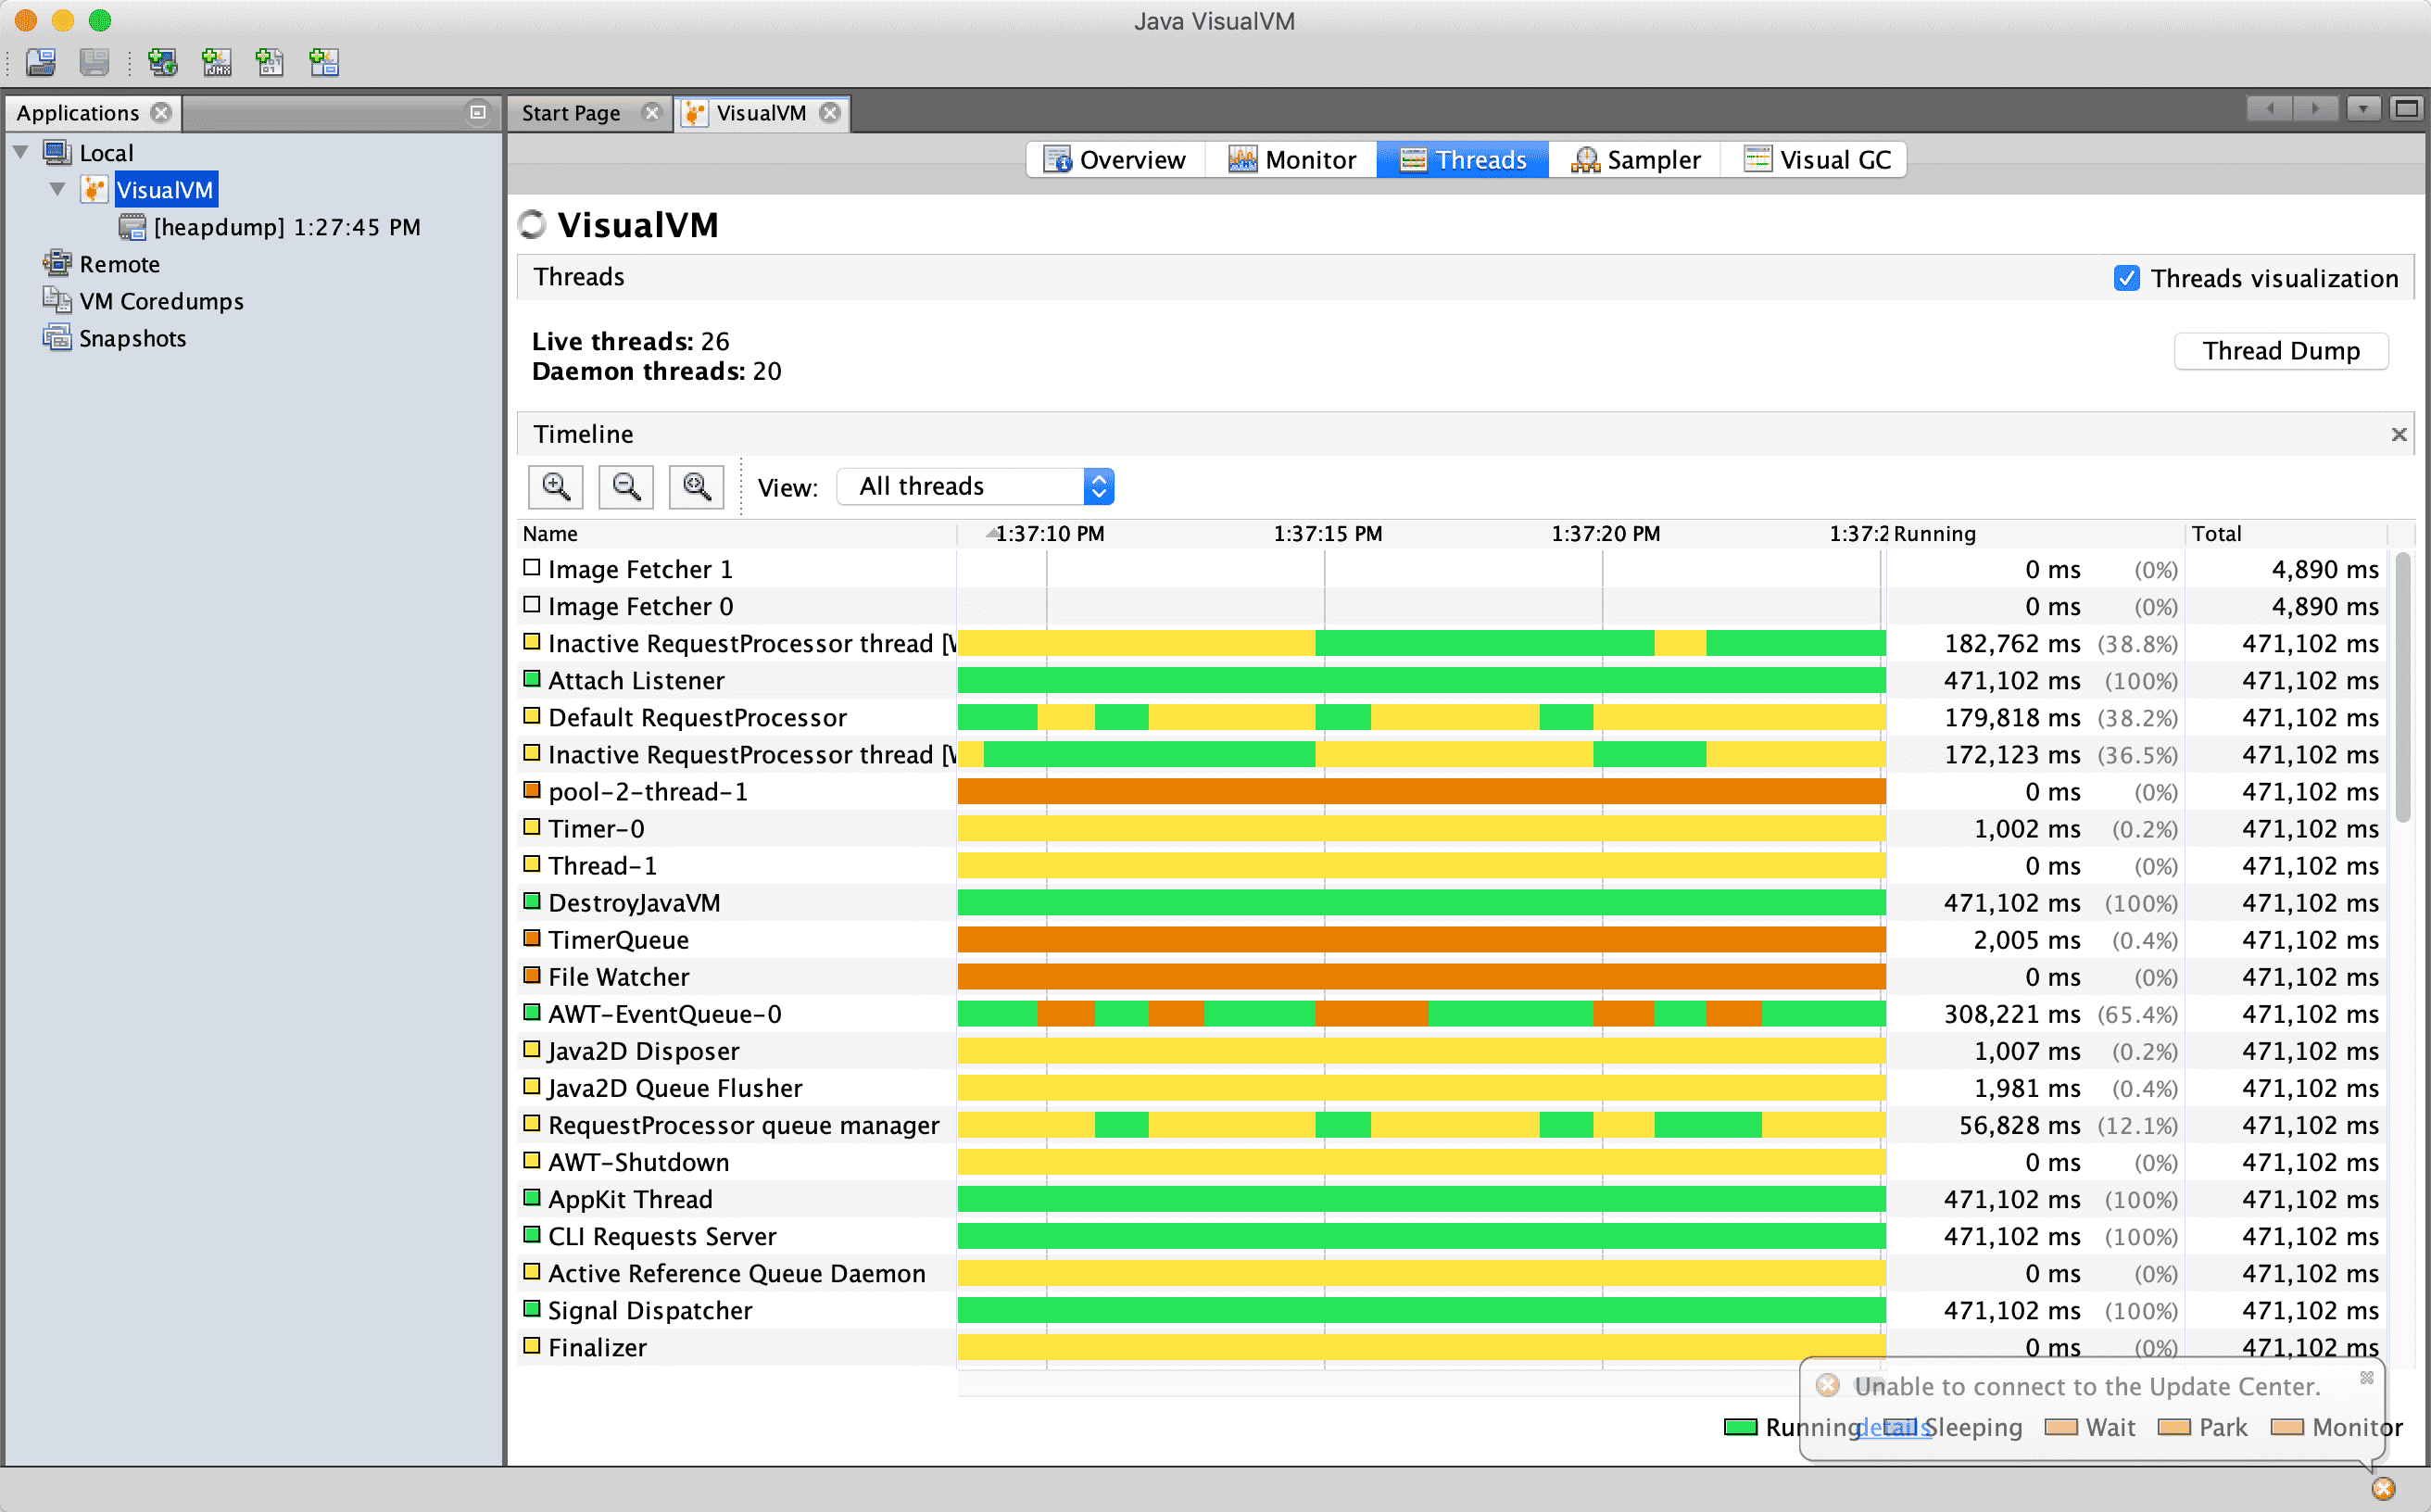 Java VisualVM
Applications
Start Page
VisualVM
Local
VisualVM
[heapdump] 1:27:45 PM
Remote
VM Coredumps
Snapshots
Overview
Monitor
Threads
Sampler
Visual GC
VisualVM
Threads
Threads visualization
Live threads: 26
Daemon threads: 20
Thread Dump
Timeline
View: All threads
Name 1:37:10 PM 1:37:15 PM 1:37:20 PM 1:37:2 Running Total
Image Fetcher 1 0 ms (0%) 4,890 ms
Image Fetcher 0 0 ms (0%) 4,890 ms
Inactive RequestProcessor thread [W 182,762 ms (38.8%) 471,102 ms
Attach Listener 471,102 ms (100%) 471,102 ms
Default RequestProcessor 179,818 ms (38.2%) 471,102 ms
Inactive RequestProcessor thread [W 172,123 ms (36.5%) 471,102 ms
pool-2-thread-1 0 ms (0%) 471,102 ms
Timer-0 1,002 ms (0.2%) 471,102 ms
Thread-1 0 ms (0%) 471,102 ms
DestroyJavaVM 471,102 ms (100%) 471,102 ms
TimerQueue 2,005 ms (0.4%) 471,102 ms
File Watcher 0 ms (0%) 471,102 ms
AWT-EventQueue-0 308,221 ms (65.4%) 471,102 ms
Java2D Disposer 1,007 ms (0.2%) 471,102 ms
Java2D Queue Flusher 1,981 ms (0.4%) 471,102 ms
RequestProcessor queue manager 56,828 ms (12.1%) 471,102 ms
AWT-Shutdown 0 ms (0%) 471,102 ms
AppKit Thread 471,102 ms (100%) 471,102 ms
CLI Requests Server 471,102 ms (100%) 471,102 ms
Active Reference Queue Daemon 0 ms (0%) 471,102 ms
Signal Dispatcher 471,102 ms (100%) 471,102 ms
Finalizer 0 ms (0%) 471,102 ms
Unable to connect to the Update Center.
Running details Sleeping Wait Park Monitor